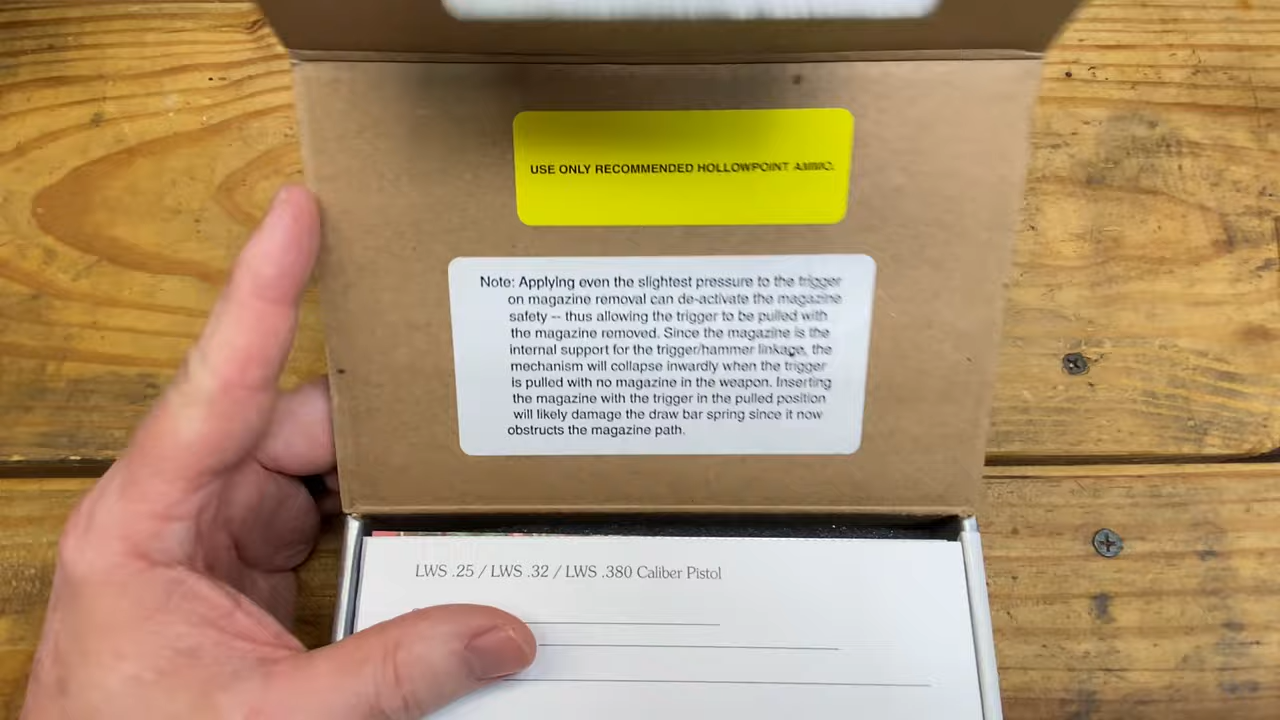 USE ONLY RECOMMENDED HOLLOWPOINT AMMO.
Note: Applying even the slightest pressure to the trigger
on magazine removal can de-activate the magazine
safety -- thus allowing the trigger to be pulled with
the magazine removed. Since the magazine is the
internal support for the trigger/hammer linkage, the
mechanism will collapse inwardly when the trigger
is pulled with no magazine in the weapon. Inserting
the magazine with the trigger in the pulled position
will likely damage the draw bar spring since it now
obstructs the magazine path.
LWS .25 / LWS .32 / LWS .380 Caliber Pistol